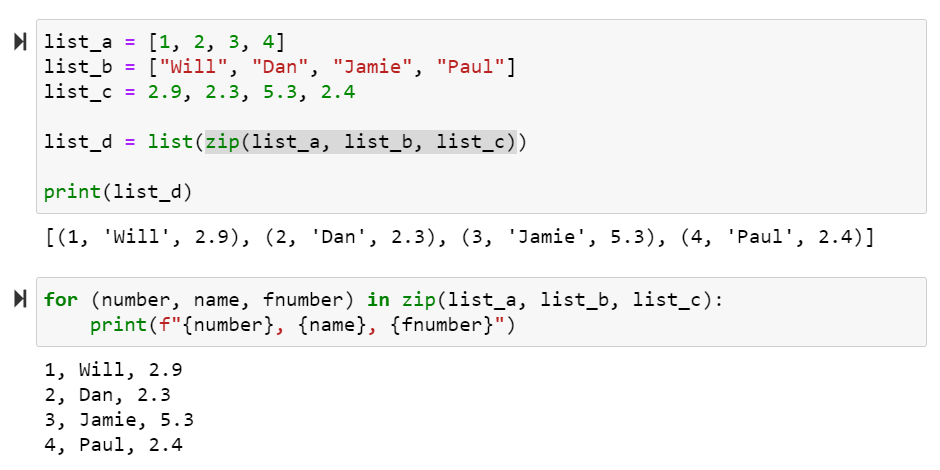 list_a = [1, 2, 3, 4]
list_b = ["Will", "Dan", "Jamie", "Paul"]
list_c = 2.9, 2.3, 5.3, 2.4
list_d = list(zip(list_a, list_b, list_c))
print(list_d)
[(1, 'Will', 2.9), (2, 'Dan', 2.3), (3, 'Jamie', 5.3), (4, 'Paul', 2.4)]
for (number, name, fnumber) in zip(list_a, list_b, list_c):
    print(f"{number}, {name}, {fnumber}")
1, Will, 2.9
2, Dan, 2.3
3, Jamie, 5.3
4, Paul, 2.4